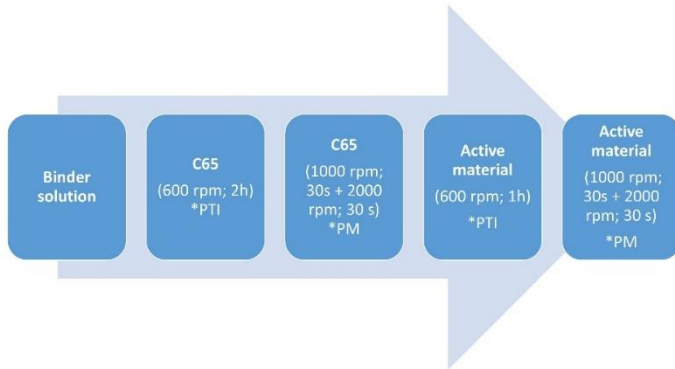 Binder
solution
C65
(600 rpm; 2h)
*PTI
C65
(1000 rpm;
30s + 2000
rpm; 30 s)
*PM
Active
material
(600 rpm; 1h)
*PTI
Active
material
(1000 rpm;
30s + 2000
rpm; 30 s)
*PM